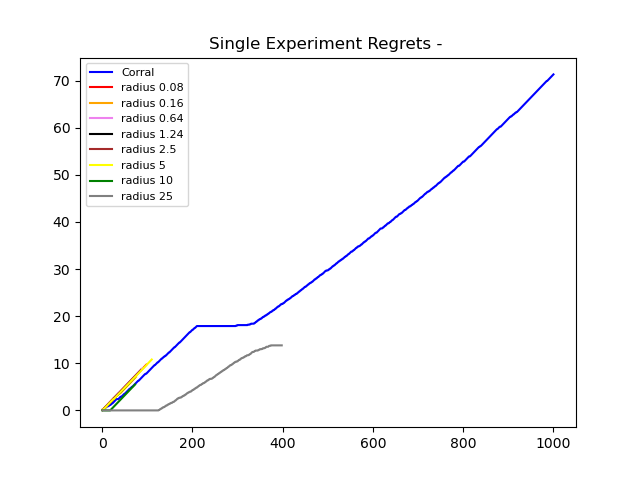 Single Experiment Regrets -
70
60
50
40
30
20
10
0
Corral
radius 0.08
radius 0.16
radius 0.64
radius 1.24
radius 2.5
radius 5
radius 10
radius 25
0 200 400 600 800 1000